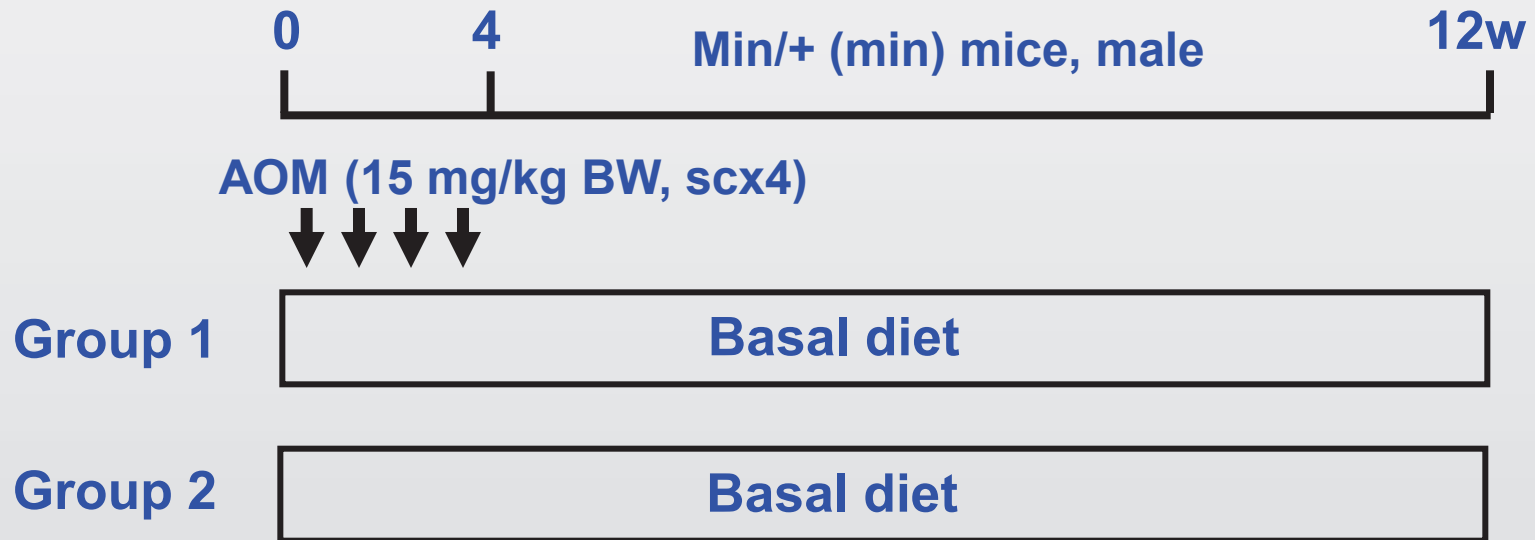 0 4 Min/+ (min) mice, male 12w
AOM (15 mg/kg BW, scx4)
Group 1 Basal diet
Group 2 Basal diet